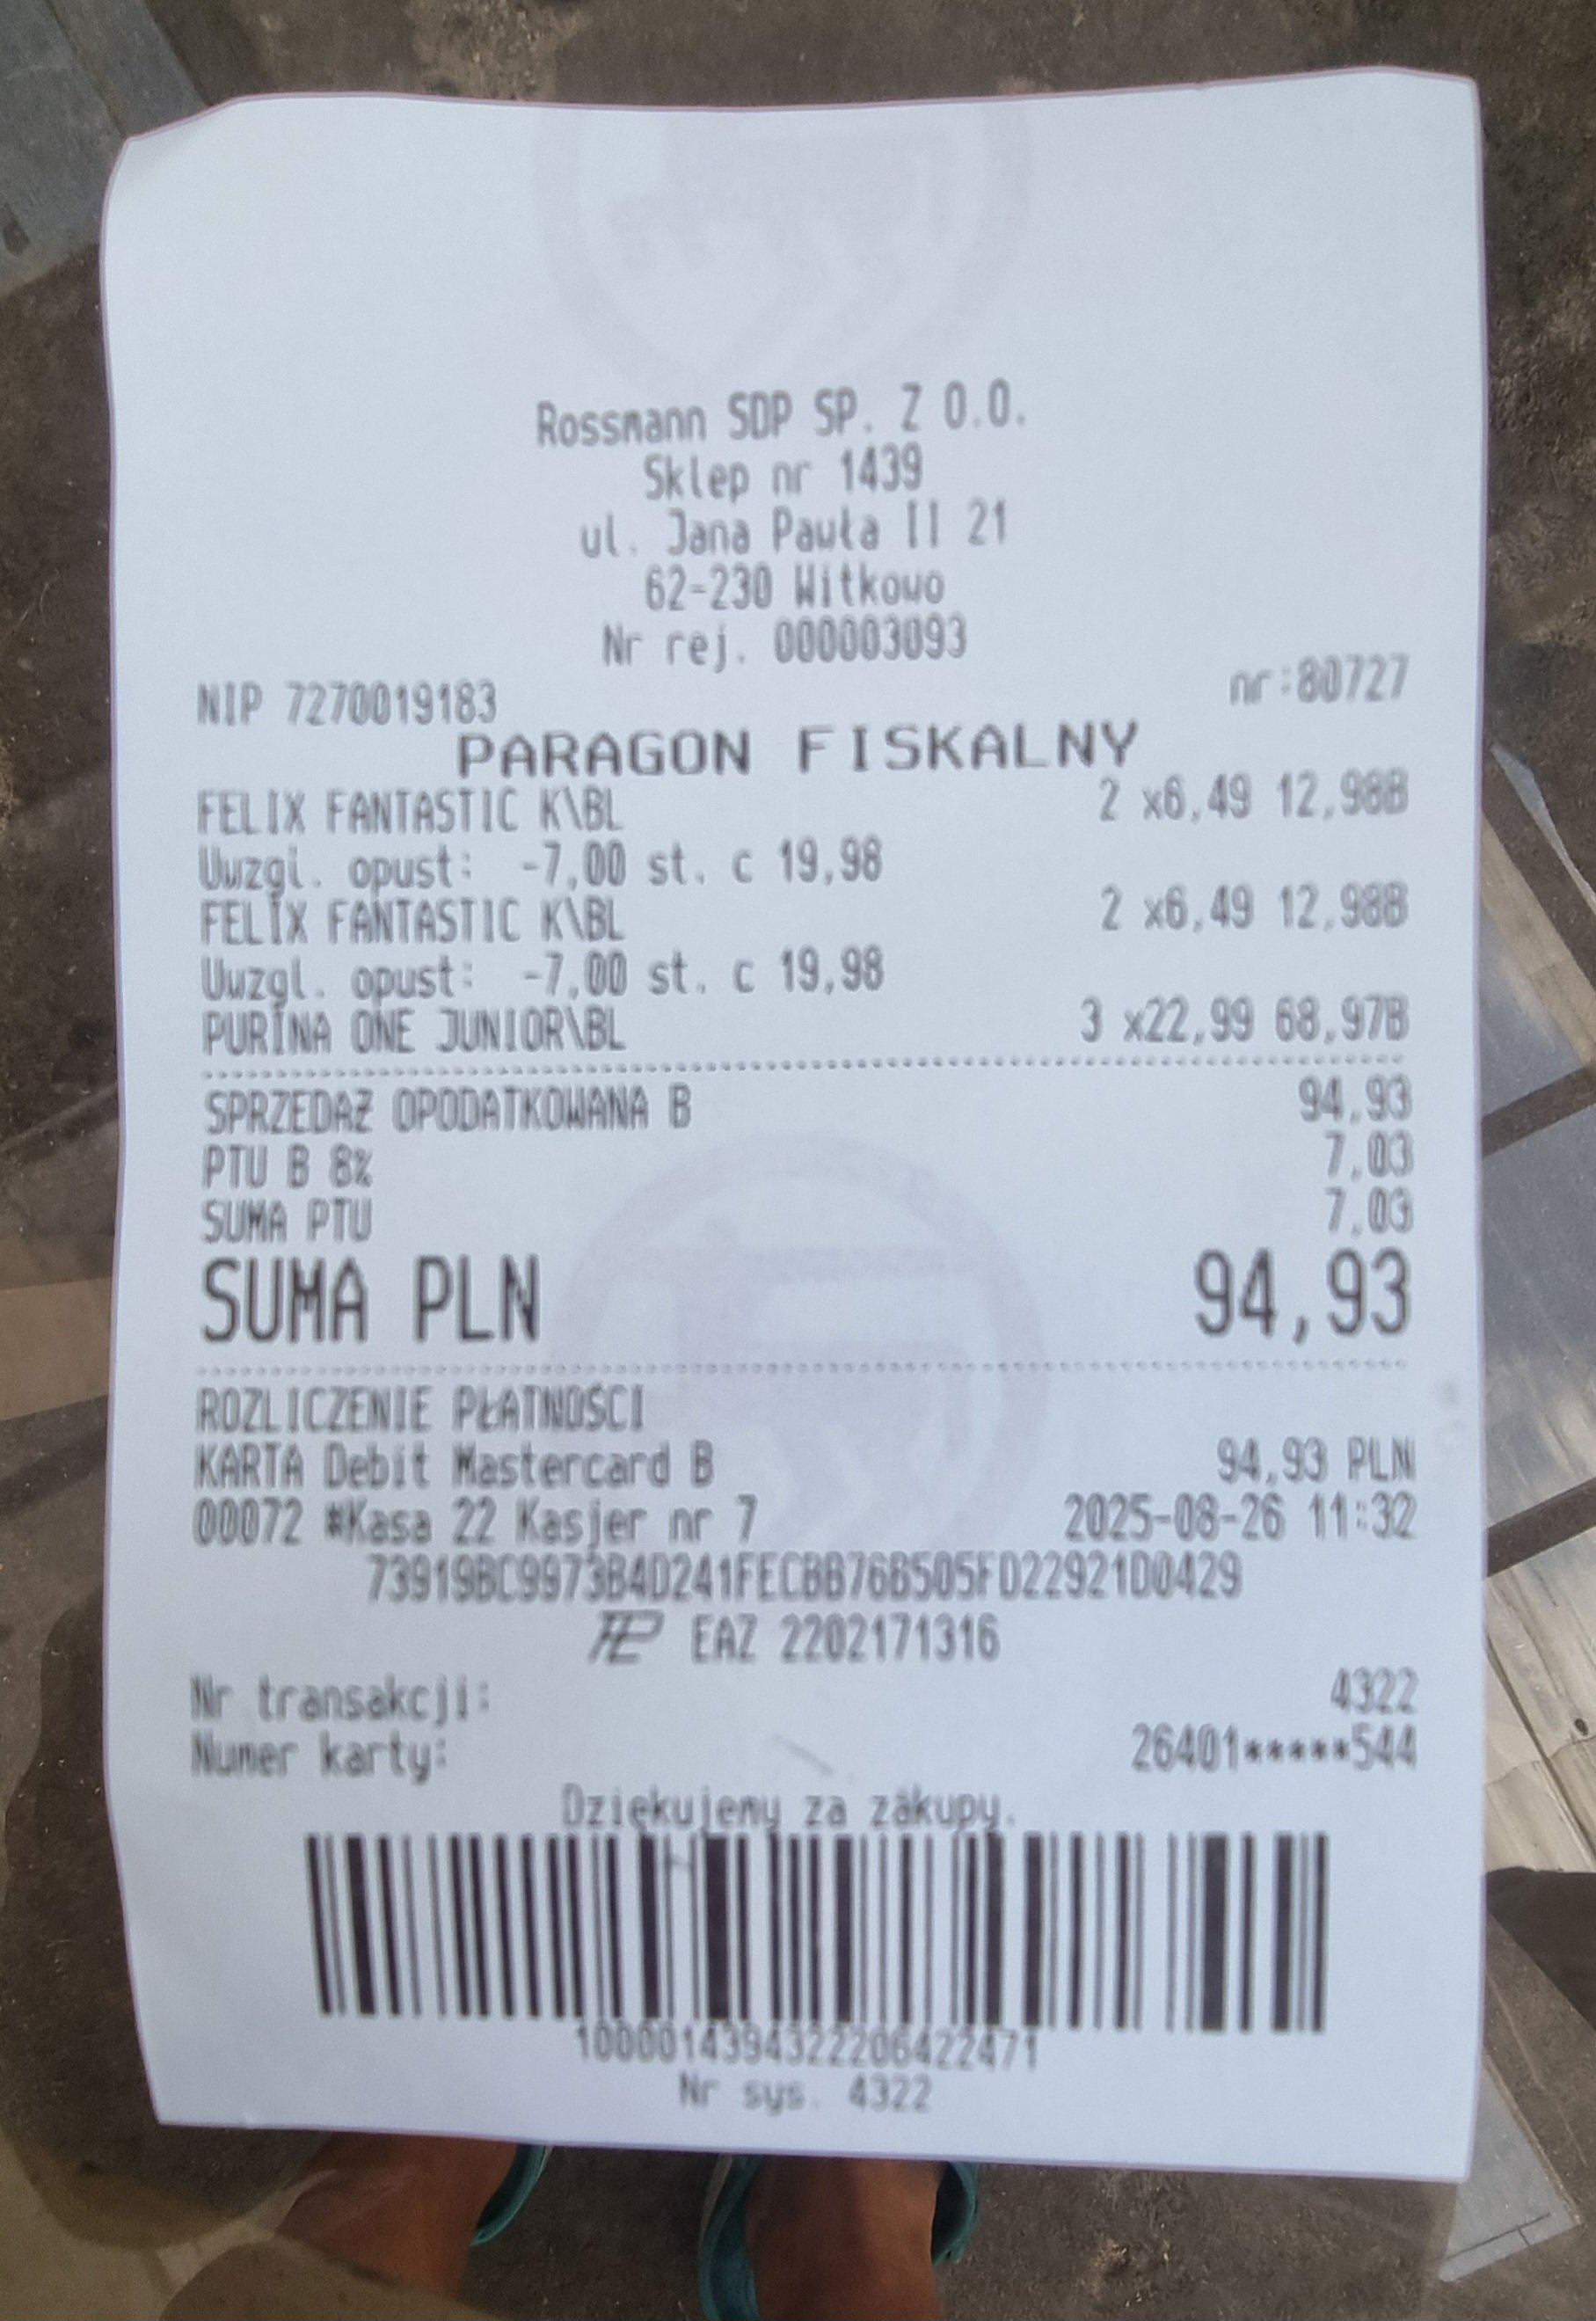 Rossmann SDP SP. Z O.O.
Sklep nr 1439
ul. Jana Pawła II 21
62-230 Witkowo
Nr rej. 000003093
NIP 7270019183 nr:80727
PARAGON FISKALNY
FELIX FANTASTIC K\BL 2 x6,49 12,98B
Uwzgl. opust: -7,00 st. c 19,98
FELIX FANTASTIC K\BL 2 x6,49 12,98B
Uwzgl. opust: -7,00 st. c 19,98
PURINA ONE JUNIOR\BL 3 x22,99 68,97B
SPRZEDAŻ OPODATKOWANA B 94,93
PTU B 8% 7,03
SUMA PTU 7,03
SUMA PLN 94,93
ROZLICZENIE PŁATNOŚCI
KARTA Debit Mastercard B 94,93 PLN
00072 #Kasa 22 Kasjer nr 7 2025-08-26 11:32
73919BC9973B4D241FECBB76B505FD22921D0429
EAZ 2202171316
Nr transakcji: 4322
Numer karty: 26401*****544
Dziękujemy za zakupy.
1000014394322206422471
Nr sys. 4322